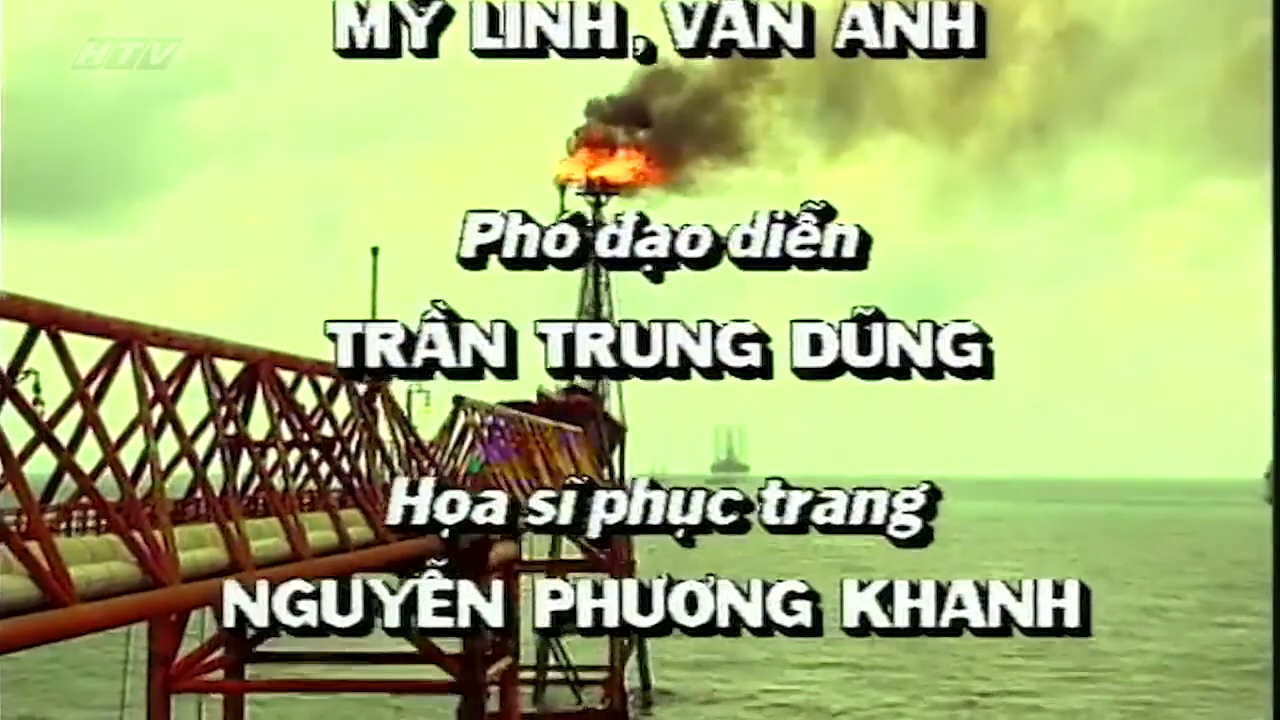 MỸ LINH, VÂN ANH
HTV
Phó đạo diễn
TRẦN TRUNG DŨNG
Họa sĩ phục trang
NGUYỄN PHƯƠNG KHANH